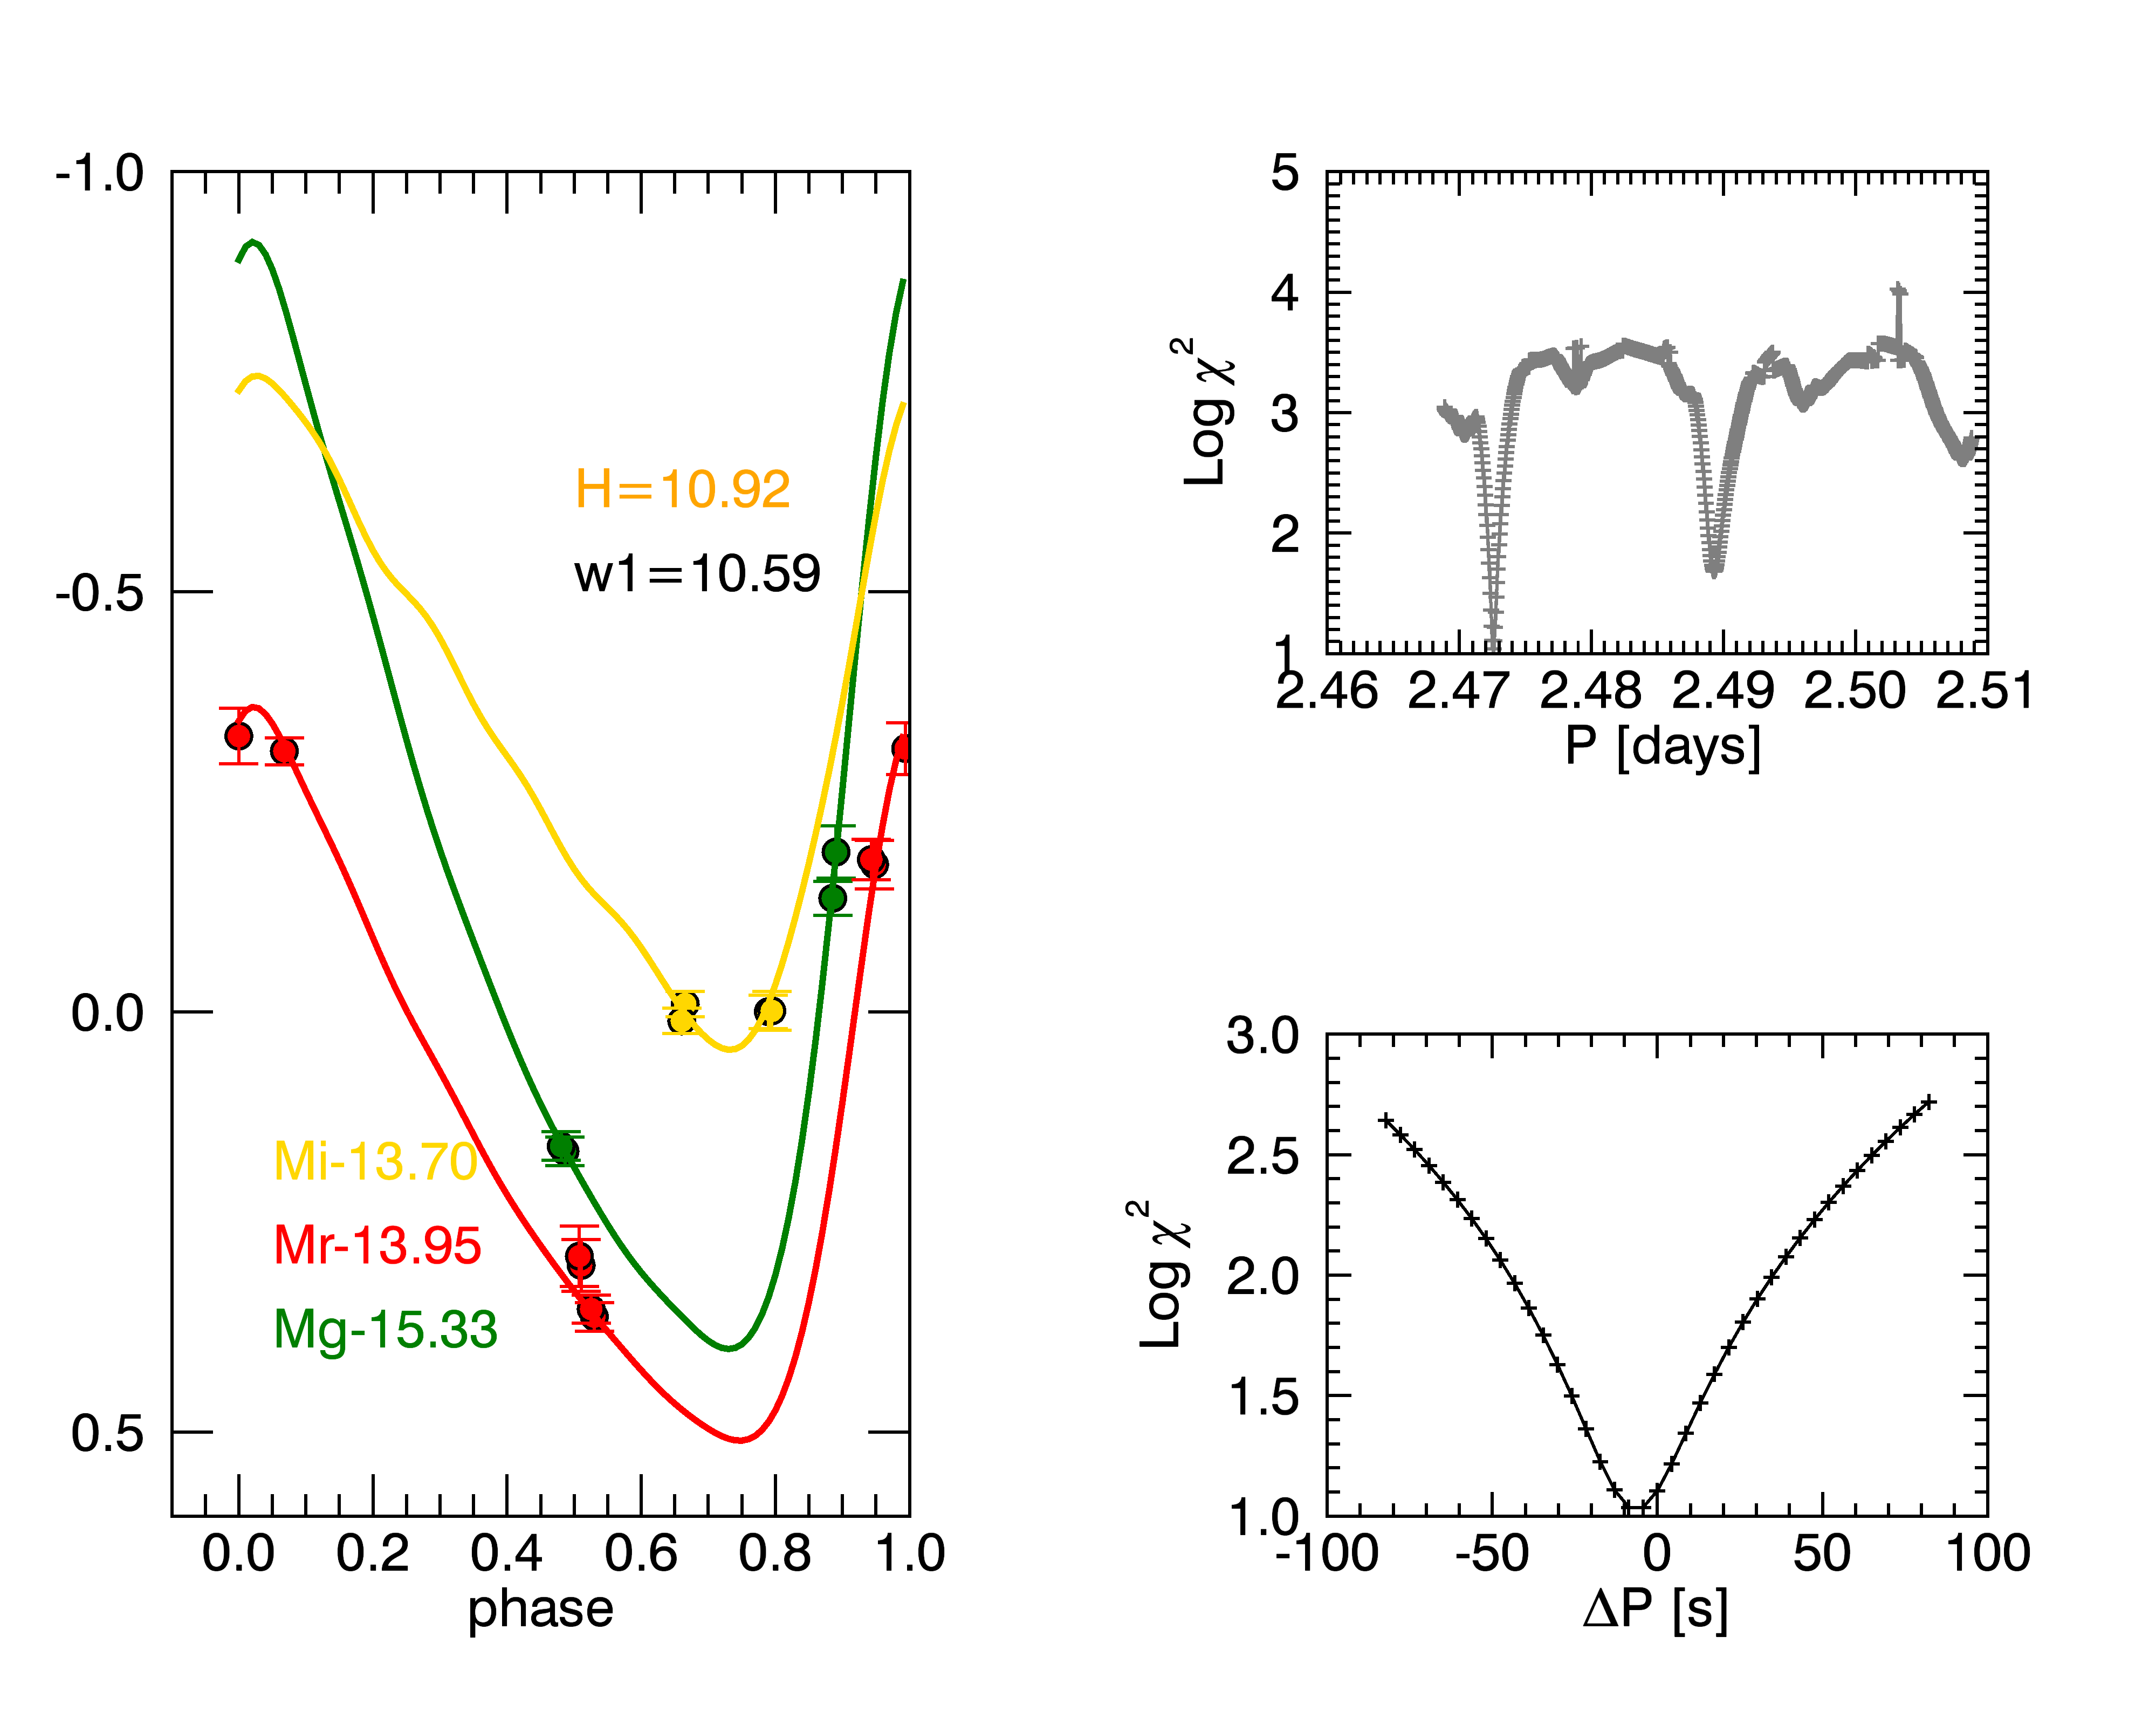 -1.0
-0.5
0.0
0.5
H=10.92
w1=10.59
Mi-13.70
Mr-13.95
Mg-15.33
0.0 0.2 0.4 0.6 0.8 1.0
phase
5
4
3
2
1
Log χ²
2.46 2.47 2.48 2.49 2.50 2.51
P [days]
3.0
2.5
2.0
1.5
1.0
Log χ²
-100 -50 0 50 100
ΔP [s]